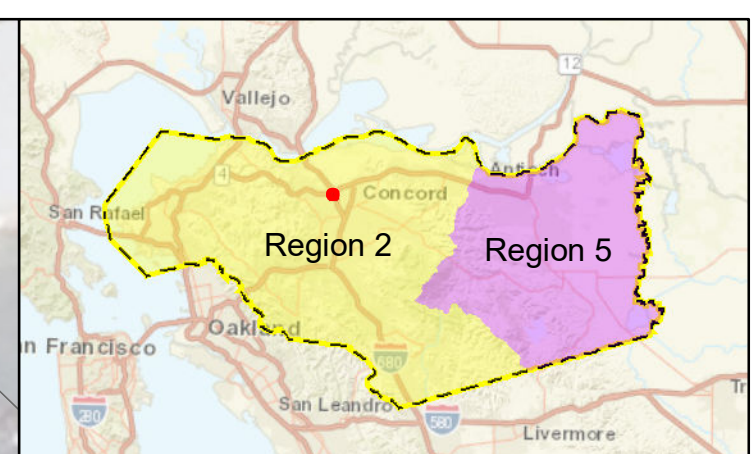 12
Vallejo
4
Antioch
Concord
San Rafael
Region 2
Region 5
Oakland
n Francisco
680
San Leandro
Tr
280
580
Livermore